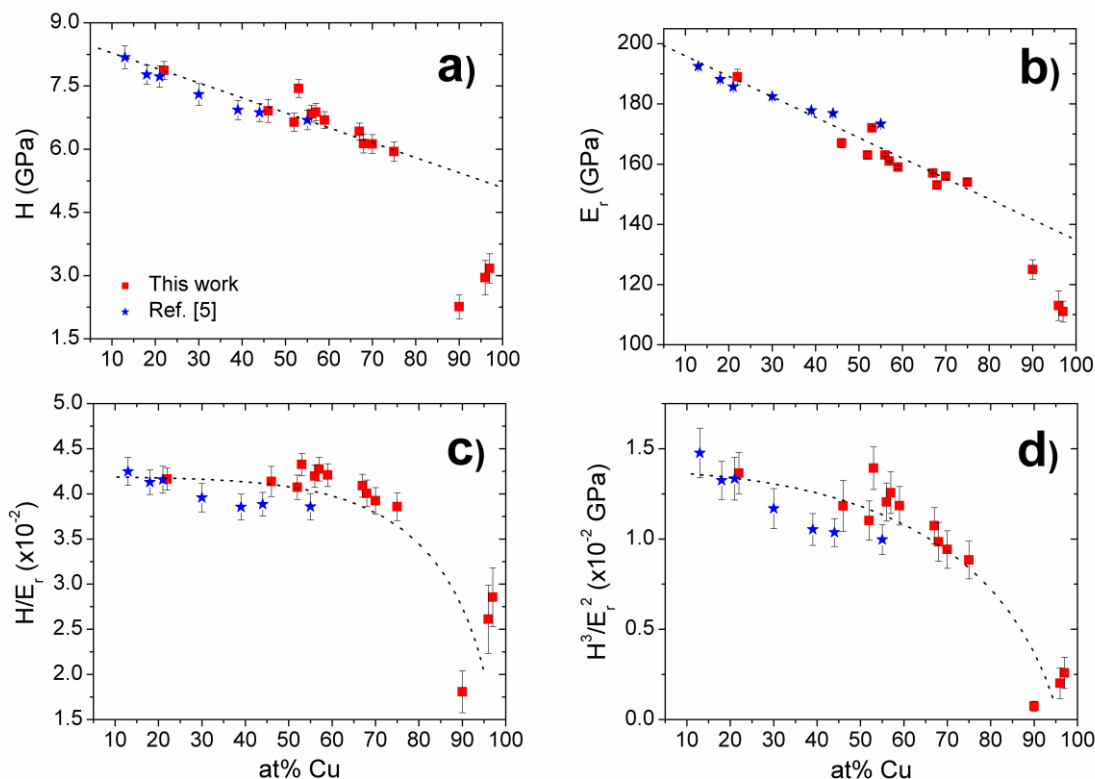 a)
9.0
7.5
6.0
4.5
3.0
1.5
H (GPa)
This work
Ref. [5]
10 20 30 40 50 60 70 80 90 100
b)
200
180
160
140
120
100
E_r (GPa)
10 20 30 40 50 60 70 80 90 100
c)
5.0
4.5
4.0
3.5
3.0
2.5
2.0
1.5
H/E_r (x10^-2)
10 20 30 40 50 60 70 80 90 100
at% Cu
d)
1.5
1.0
0.5
0.0
H^3/E_r^2 (x10^-2 GPa)
10 20 30 40 50 60 70 80 90 100
at% Cu